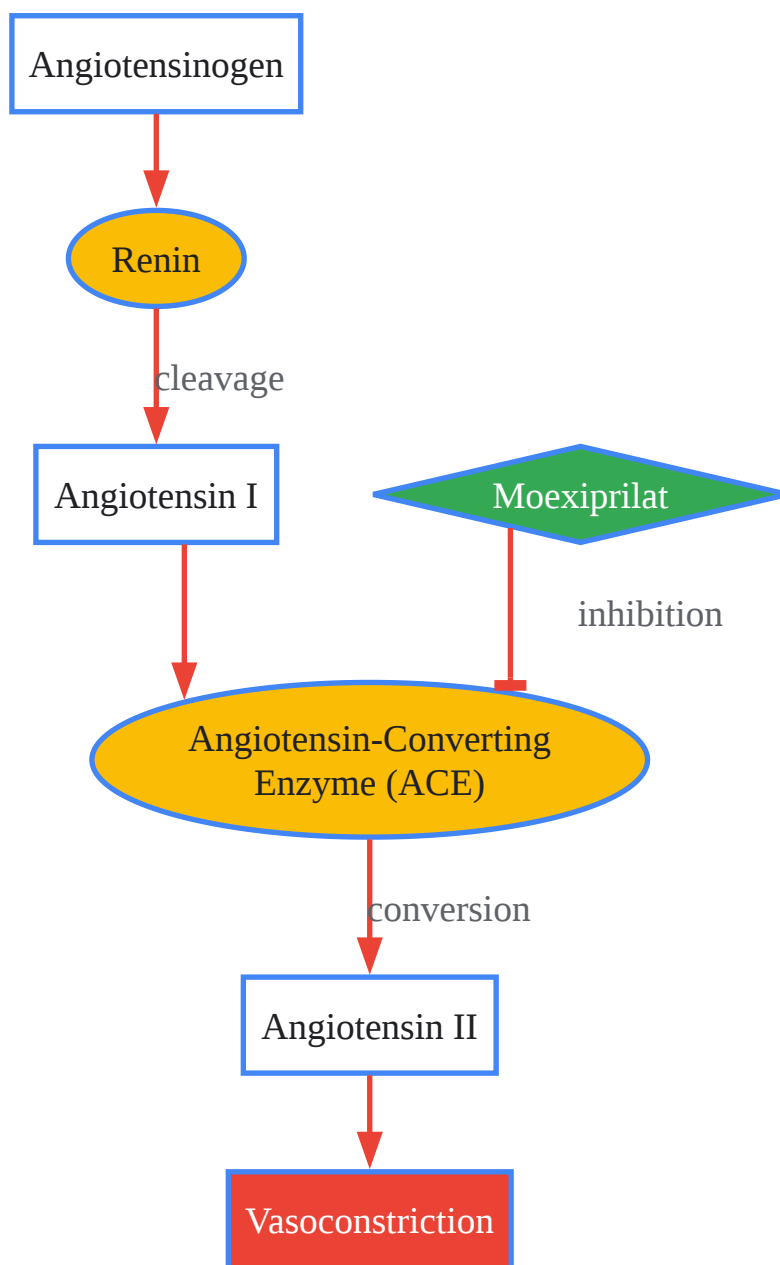 Angiotensinogen
Renin
cleavage
Angiotensin I
Moexiprilat
inhibition
Angiotensin-Converting
Enzyme (ACE)
conversion
Angiotensin II
Vasoconstriction